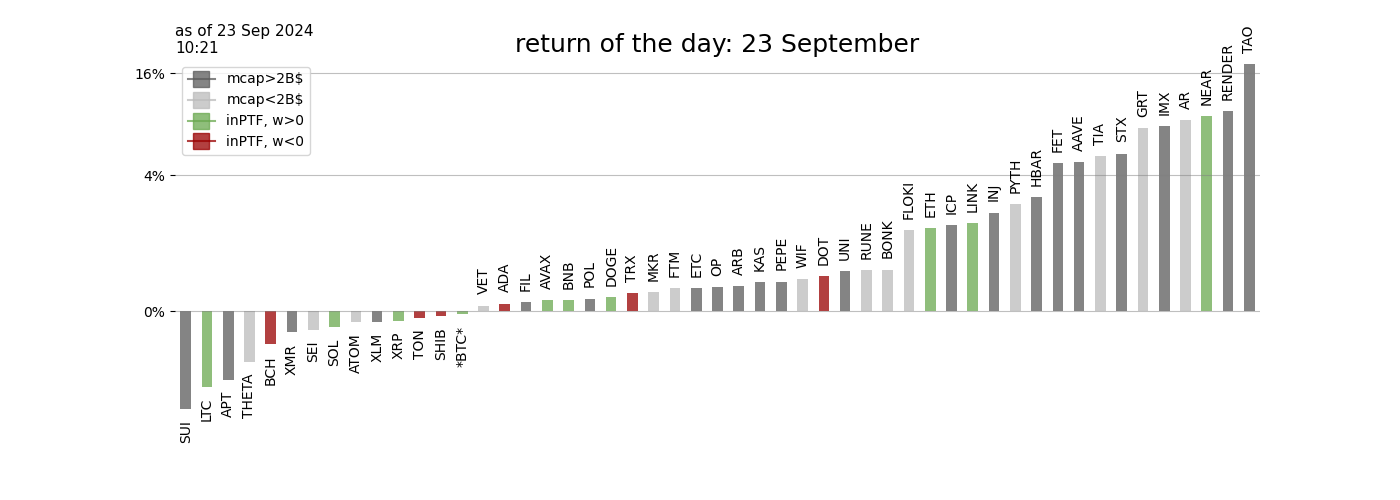 as of 23 Sep 2024
10:21
return of the day: 23 September
mcap>2B$
mcap<2B$
inPTF, w>0
inPTF, w<0
16%
4%
0%
SUI
LTC
APT
THETA
BCH
XMR
SEI
SOL
ATOM
XLM
XRP
TON
SHIB
*BTC*
VET
ADA
FIL
AVAX
BNB
POL
DOGE
TRX
MKR
FTM
ETC
OP
ARB
KAS
PEPE
WIF
DOT
UNI
RUNE
BONK
FLOKI
ETH
ICP
LINK
INJ
PYTH
HBAR
FET
AAVE
TIA
STX
GRT
IMX
AR
NEAR
RENDER
TAO